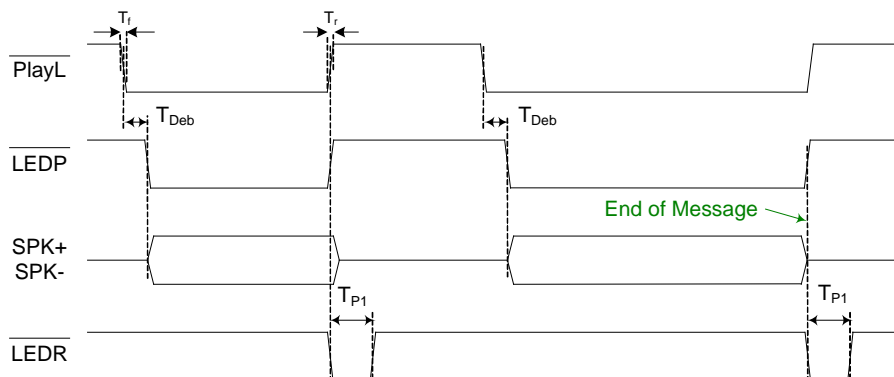 Tf
Tr
PlayL
TDeb
TDeb
LEDP
End of Message
SPK+
SPK-
TP1
TP1
LEDR